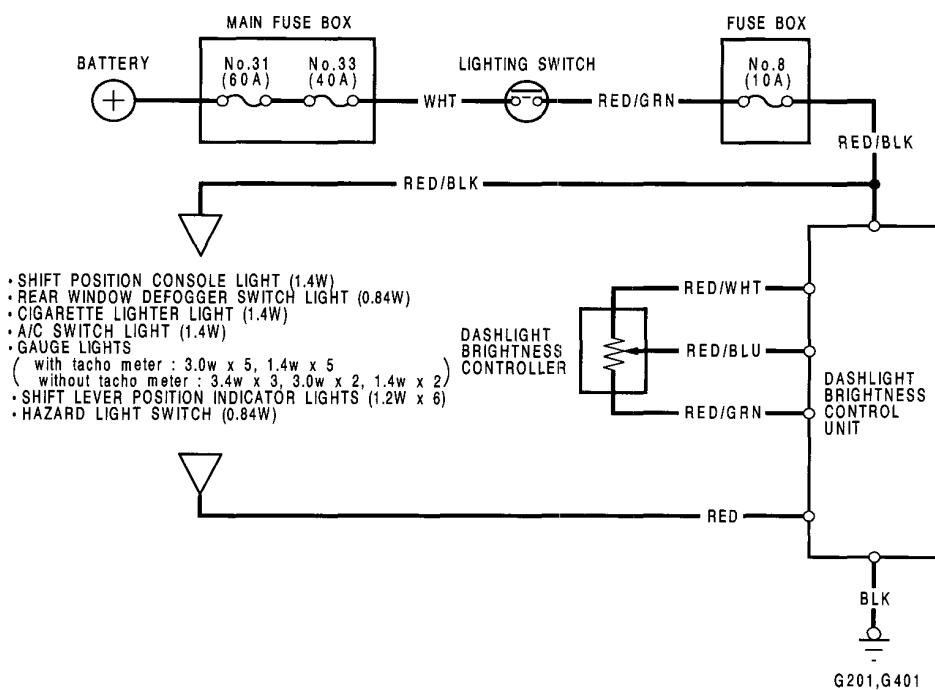 MAIN FUSE BOX
FUSE BOX
BATTERY
No.31
(60A)
No.33
(40A)
LIGHTING SWITCH
No.8
(10A)
WHT
RED/GRN
RED/BLK
RED/BLK
• SHIFT POSITION CONSOLE LIGHT (1.4W)
• REAR WINDOW DEFOGGER SWITCH LIGHT (0.84W)
• CIGARETTE LIGHTER LIGHT (1.4W)
• A/C SWITCH LIGHT (1.4W)
• GAUGE LIGHTS
( with tacho meter : 3.0w x 5, 1.4w x 5
without tacho meter : 3.4w x 3, 3.0w x 2, 1.4w x 2 )
• SHIFT LEVER POSITION INDICATOR LIGHTS (1.2W x 6)
• HAZARD LIGHT SWITCH (0.84W)
RED/WHT
DASHLIGHT
BRIGHTNESS
CONTROLLER
RED/BLU
RED/GRN
DASHLIGHT
BRIGHTNESS
CONTROL
UNIT
RED
BLK
G201,G401